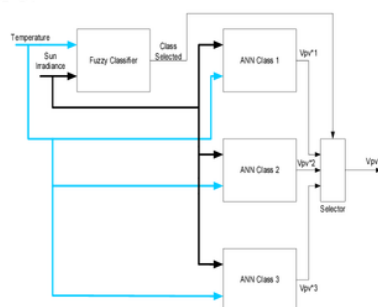 Temperature
Sun
Irradiance
Fuzzy Classifier
Class
Selected
ANN Class 1
Vpv*1
ANN Class 2
Vpv*2
Vpv
Selector
ANN Class 3
Vpv*3